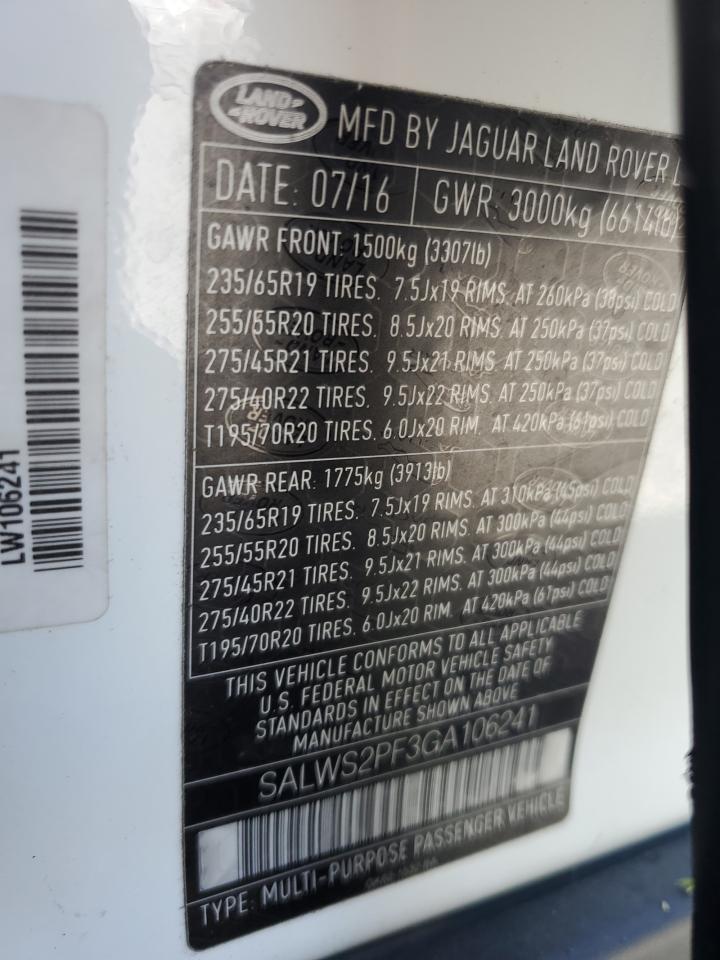 LAND
ROVER
MFD BY JAGUAR LAND ROVER
DATE: 07/16 GWR: 3000kg (6614lb)
GAWR FRONT: 1500kg (3307lb)
235/65R19 TIRES. 7.5Jx19 RIMS. AT 260kPa (38psi) COLD
255/55R20 TIRES. 8.5Jx20 RIMS. AT 250kPa (37psi) COLD
275/45R21 TIRES. 9.5Jx21 RIMS. AT 250kPa (37psi) COLD
275/40R22 TIRES. 9.5Jx22 RIMS. AT 250kPa (37psi) COLD
T195/70R20 TIRES. 6.0Jx20 RIM. AT 420kPa (61psi) COLD
GAWR REAR: 1775kg (3913lb)
235/65R19 TIRES. 7.5Jx19 RIMS. AT 310kPa (45psi) COLD
255/55R20 TIRES. 8.5Jx20 RIMS. AT 300kPa (44psi) COLD
275/45R21 TIRES. 9.5Jx21 RIMS. AT 300kPa (44psi) COLD
275/40R22 TIRES. 9.5Jx22 RIMS. AT 300kPa (44psi) COLD
T195/70R20 TIRES. 6.0Jx20 RIM. AT 420kPa (61psi) COLD
THIS VEHICLE CONFORMS TO ALL APPLICABLE
U.S. FEDERAL MOTOR VEHICLE SAFETY
STANDARDS IN EFFECT ON THE DATE OF
MANUFACTURE SHOWN ABOVE
SALWS2PF3GA106241
TYPE: MULTI-PURPOSE PASSENGER VEHICLE
LW106241